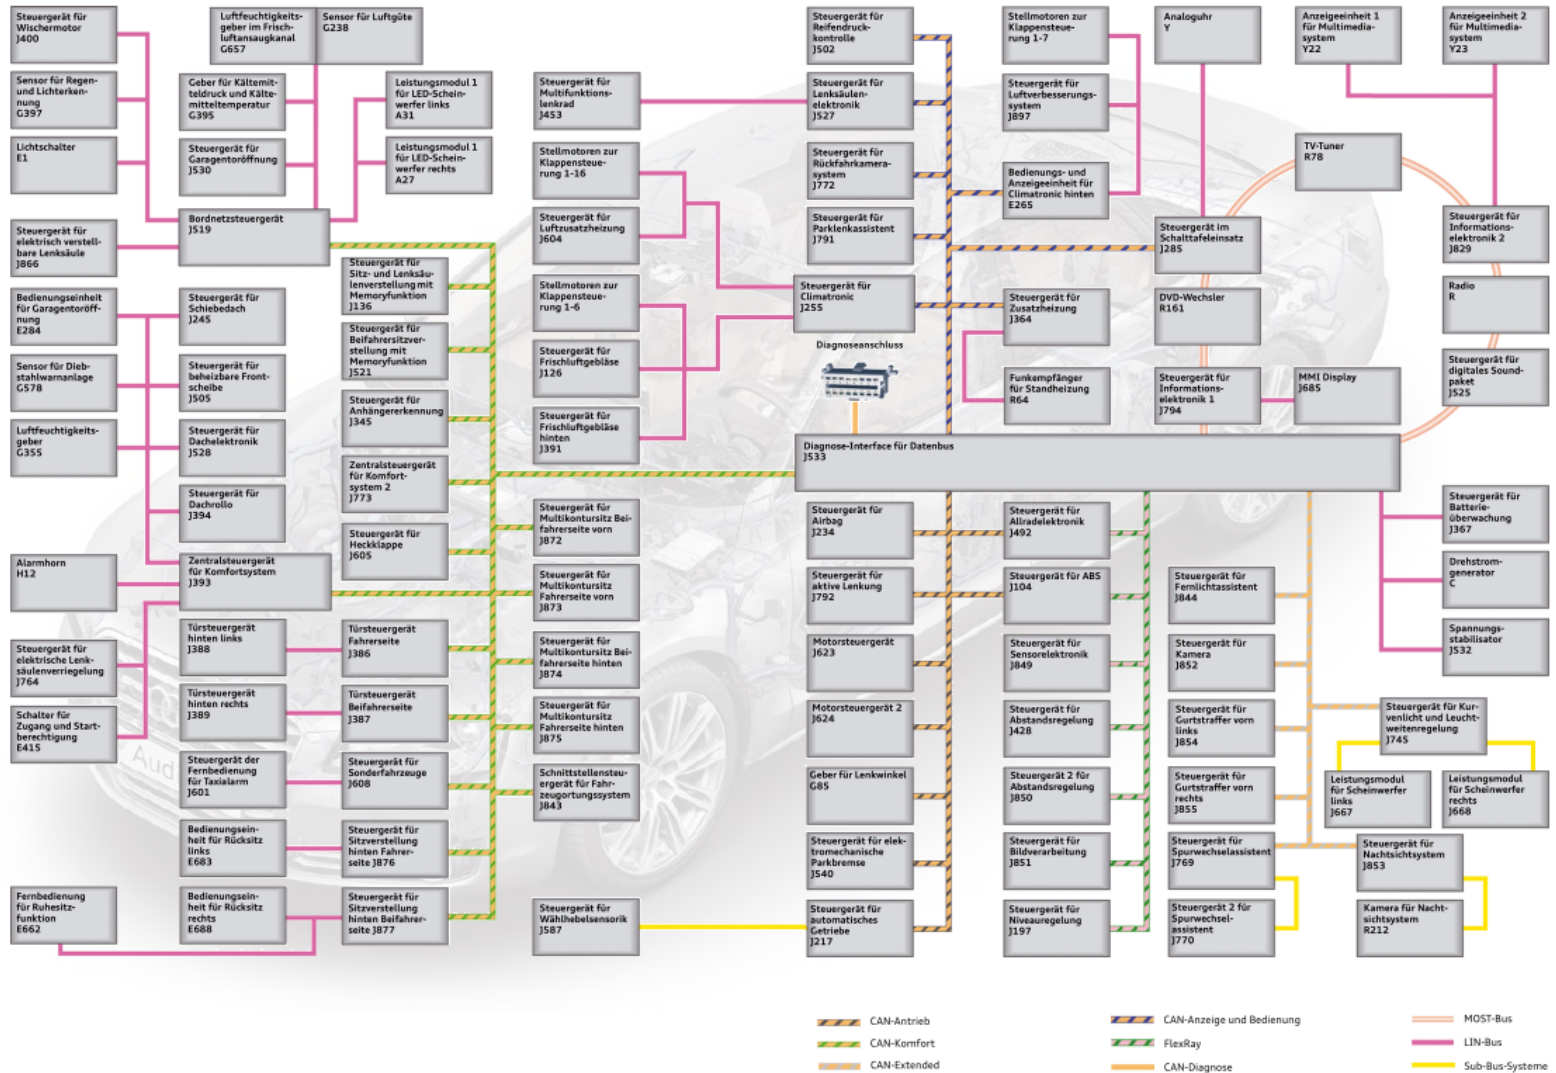 Steuergerät für
Wischermotor
J400
Luftfeuchtigkeits-
geber im Frisch-
luftansaugkanal
G657
Sensor für Luftgüte
G238
Sensor für Regen-
und Lichterken-
nung
G397
Geber für Kältemit-
teldruck und Kälte-
mitteltemperatur
G395
Leistungsmodul 1
für LED-Schein-
werfer links
A31
Lichtschalter
E1
Steuergerät für
Garagentoröffnung
J530
Leistungsmodul 1
für LED-Schein-
werfer rechts
A27
Bordnetzsteuergerät
J519
Steuergerät für
elektrisch verstell-
bare Lenksäule
J866
Bedienungseinheit
für Garagentoröff-
nung
E284
Sensor für Dieb-
stahlwarnanlage
G578
Luftfeuchtigkeits-
geber
G355
Steuergerät für
Schiebedach
J245
Steuergerät für
beheizbare Front-
scheibe
J505
Steuergerät für
Dachelektronik
J528
Steuergerät für
Dachrollo
J394
Steuergerät für
Sitz- und Lenksäu-
lenverstellung mit
Memoryfunktion
J136
Steuergerät für
Beifahrersitzver-
stellung mit
Memoryfunktion
J521
Steuergerät für
Anhängererkennung
J345
Zentralsteuergerät
für Komfort-
system 2
J773
Steuergerät für
Heckklappe
J605
Alarmhorn
H12
Zentralsteuergerät
für Komfortsystem
J393
Steuergerät für
elektrische Lenk-
säulenverriegelung
J764
Schalter für
Zugang und Start-
berechtigung
E415
Türsteuergerät
hinten links
J388
Türsteuergerät
Fahrerseite
J386
Türsteuergerät
hinten rechts
J389
Türsteuergerät
Beifahrerseite
J387
Steuergerät der
Fernbedienung
für Taxialarm
J601
Steuergerät für
Sonderfahrzeuge
J608
Bedienungsein-
heit für Rücksitz
links
E683
Steuergerät für
Sitzverstellung
hinten Fahrer-
seite J876
Fernbedienung
für Ruhesitz-
funktion
E662
Bedienungsein-
heit für Rücksitz
rechts
E688
Steuergerät für
Sitzverstellung
hinten Beifahrer-
seite J877
Steuergerät für
Multifunktions-
lenkrad
J453
Stellmotoren zur
Klappensteue-
rung 1-16
Steuergerät für
Luftzusatzheizung
J604
Stellmotoren zur
Klappensteue-
rung 1-6
Steuergerät für
Frischluftgebläse
J126
Steuergerät für
Frischluftgebläse
hinten
J391
Steuergerät für
Multikontursitz Bei-
fahrerseite vorn
J872
Steuergerät für
Multikontursitz
Fahrerseite vorn
J873
Steuergerät für
Multikontursitz Bei-
fahrerseite hinten
J874
Steuergerät für
Multikontursitz
Fahrerseite hinten
J875
Schnittstellensteu-
ergerät für Fahr-
zeugortungssystem
J843
Steuergerät für
Wählhebelsensorik
J587
Steuergerät für
Reifendruck-
kontrolle
J502
Steuergerät für
Lenksäulen-
elektronik
J527
Steuergerät für
Rückfahrkamera-
system
J772
Steuergerät für
Parklenkassistent
J791
Steuergerät für
Climatronic
J255
Diagnoseanschluss
Stellmotoren zur
Klappensteue-
rung 1-7
Steuergerät für
Luftverbesserungs-
system
J897
Bedienungs- und
Anzeigeeinheit für
Climatronic hinten
E265
Steuergerät für
Zusatzheizung
J364
Funkempfänger
für Standheizung
R64
Analoguhr
Y
Anzeigeeinheit 1
für Multimedia-
system
Y22
Anzeigeeinheit 2
für Multimedia-
system
Y23
TV-Tuner
R78
Steuergerät im
Schalttafeleinsatz
J285
Steuergerät für
Informations-
elektronik 2
J829
DVD-Wechsler
R161
Radio
R
Steuergerät für
Informations-
elektronik 1
J794
MMI Display
J685
Steuergerät für
digitales Sound-
paket
J525
Diagnose-Interface für Datenbus
J533
Steuergerät für
Airbag
J234
Steuergerät für
aktive Lenkung
J792
Motorsteuergerät
J623
Motorsteuergerät 2
J624
Geber für Lenkwinkel
G85
Steuergerät für elek-
tromechanische
Parkbremse
J540
Steuergerät für
automatisches
Getriebe
J217
Steuergerät für
Allradelektronik
J492
Steuergerät für ABS
J104
Steuergerät für
Sensorelektronik
J849
Steuergerät für
Abstandsregelung
J428
Steuergerät 2 für
Abstandsregelung
J850
Steuergerät für
Bildverarbeitung
J851
Steuergerät für
Niveauregelung
J197
Steuergerät für
Fernlichtassistent
J844
Steuergerät für
Kamera
J852
Steuergerät für
Gurtstraffer vorn
links
J854
Steuergerät für
Gurtstraffer vorn
rechts
J855
Steuergerät für
Spurwechselassistent
J769
Steuergerät 2 für
Spurwechsel-
assistent
J770
Steuergerät für
Batterie-
überwachung
J367
Drehstrom-
generator
C
Spannungs-
stabilisator
J532
Steuergerät für Kur-
venlicht und Leucht-
weitenregelung
J745
Leistungsmodul
für Scheinwerfer
links
J667
Leistungsmodul
für Scheinwerfer
rechts
J668
Steuergerät für
Nachtsichtsystem
J853
Kamera für Nacht-
sichtsystem
R212
CAN-Antrieb
CAN-Komfort
CAN-Extended
CAN-Anzeige und Bedienung
FlexRay
CAN-Diagnose
MOST-Bus
LIN-Bus
Sub-Bus-Systeme